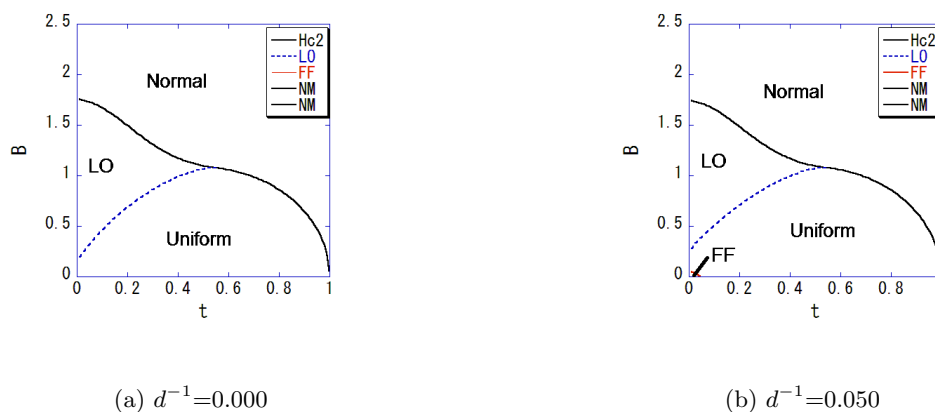 2.5
2
1.5
1
0.5
0
B
Normal
LO
Uniform
Hc2
LO
FF
NM
NM
0 0.2 0.4 0.6 0.8 1
t
(a) d⁻¹=0.000
2.5
2
1.5
1
0.5
0
B
Normal
LO
Uniform
FF
Hc2
LO
FF
NM
NM
0 0.2 0.4 0.6 0.8
t
(b) d⁻¹=0.050